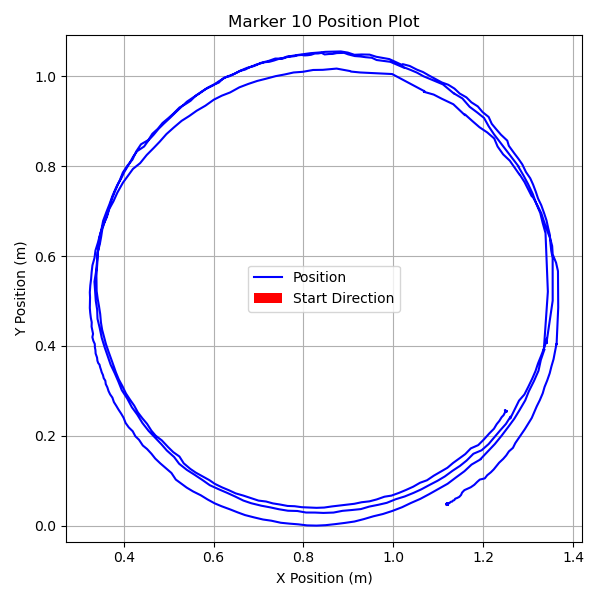 Marker 10 Position Plot
Y Position (m)
1.0
0.8
0.6
0.4
0.2
0.0
Position
Start Direction
0.4 0.6 0.8 1.0 1.2 1.4
X Position (m)